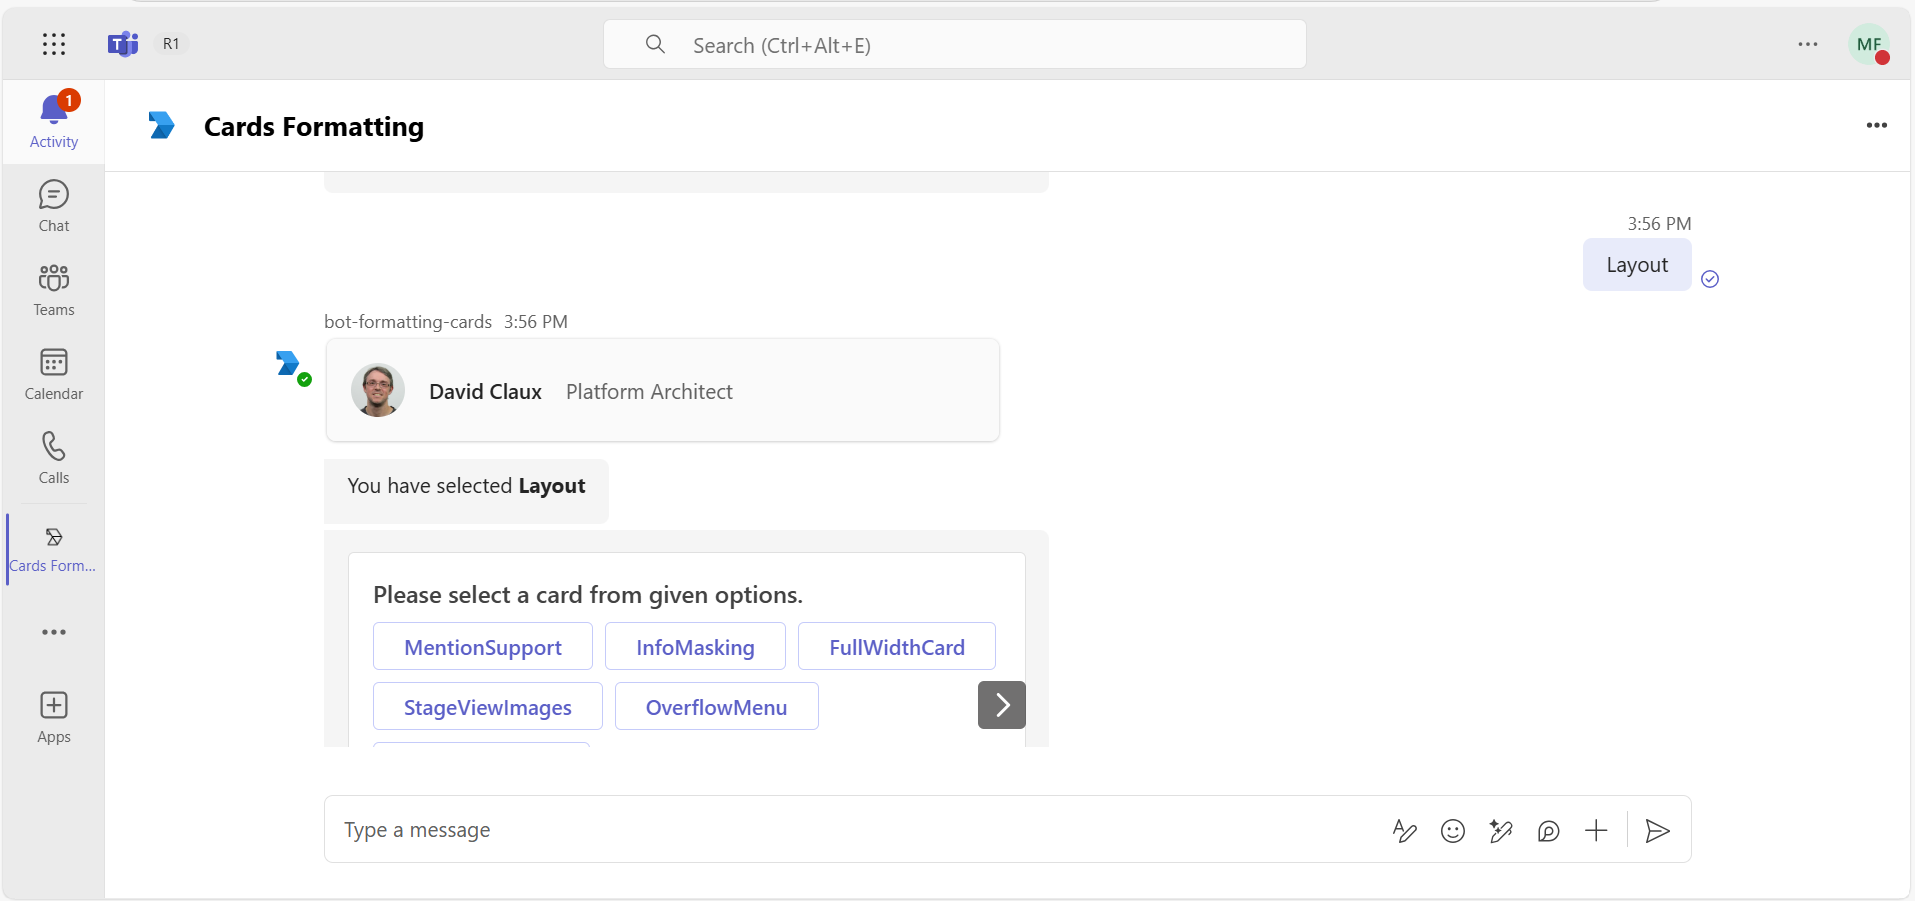 R1
Search (Ctrl+Alt+E)
MF
1
Activity
Cards Formatting
Chat
3:56 PM
Layout
Teams
bot-formatting-cards 3:56 PM
David Claux Platform Architect
Calendar
Calls
You have selected Layout
Cards Form...
Please select a card from given options.
MentionSupport InfoMasking FullWidthCard
StageViewImages OverflowMenu
Apps
Type a message